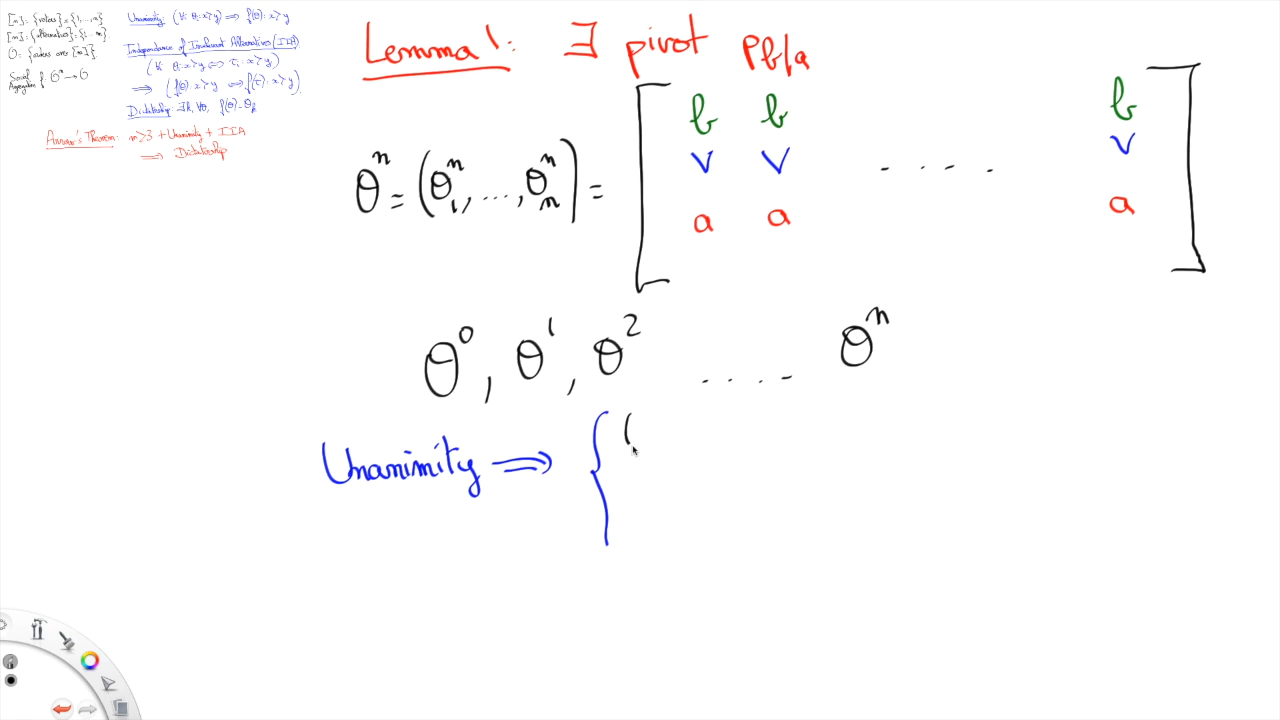 [n] = {voters} = {1,...,n}
[m] = {alternatives} = {1...m}
Θ = {orders over [m]}.
Social f Θⁿ → Θ
Aggregation
Unanimity: (∀i θᵢ: x≻y) ⟹ f(θ): x≻y
Independence of Irrelevant Alternatives (IIA)
(∀i θᵢ: x≻y ⟺ τᵢ: x≻y)
⟹ (f(θ): x≻y ⟺ f(τ): x≻y).
Dictatorship: ∃k, ∀θ, f(θ) = θₖ
Arrow's Theorem: m≥3 + Unanimity + IIA
⟹ Dictatorship
Lemma 1: ∃ pivot P b/a
b b b
v v .... v
a a a
θⁿ = (θ₁ⁿ, ..., θₙⁿ) =
θ⁰, θ¹, θ² .... θⁿ
Unanimity ⟹ { (